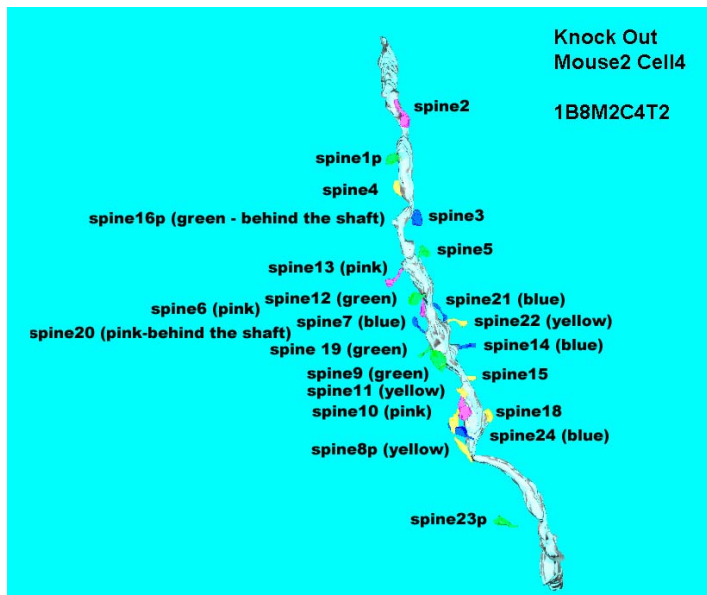 Knock Out
Mouse2 Cell4
1B8M2C4T2
spine2
spine1p
spine4
spine16p (green - behind the shaft)
spine3
spine5
spine13 (pink)
spine12 (green)
spine21 (blue)
spine6 (pink)
spine7 (blue)
spine22 (yellow)
spine20 (pink-behind the shaft)
spine 19 (green)
spine14 (blue)
spine9 (green)
spine15
spine11 (yellow)
spine10 (pink)
spine18
spine24 (blue)
spine8p (yellow)
spine23p